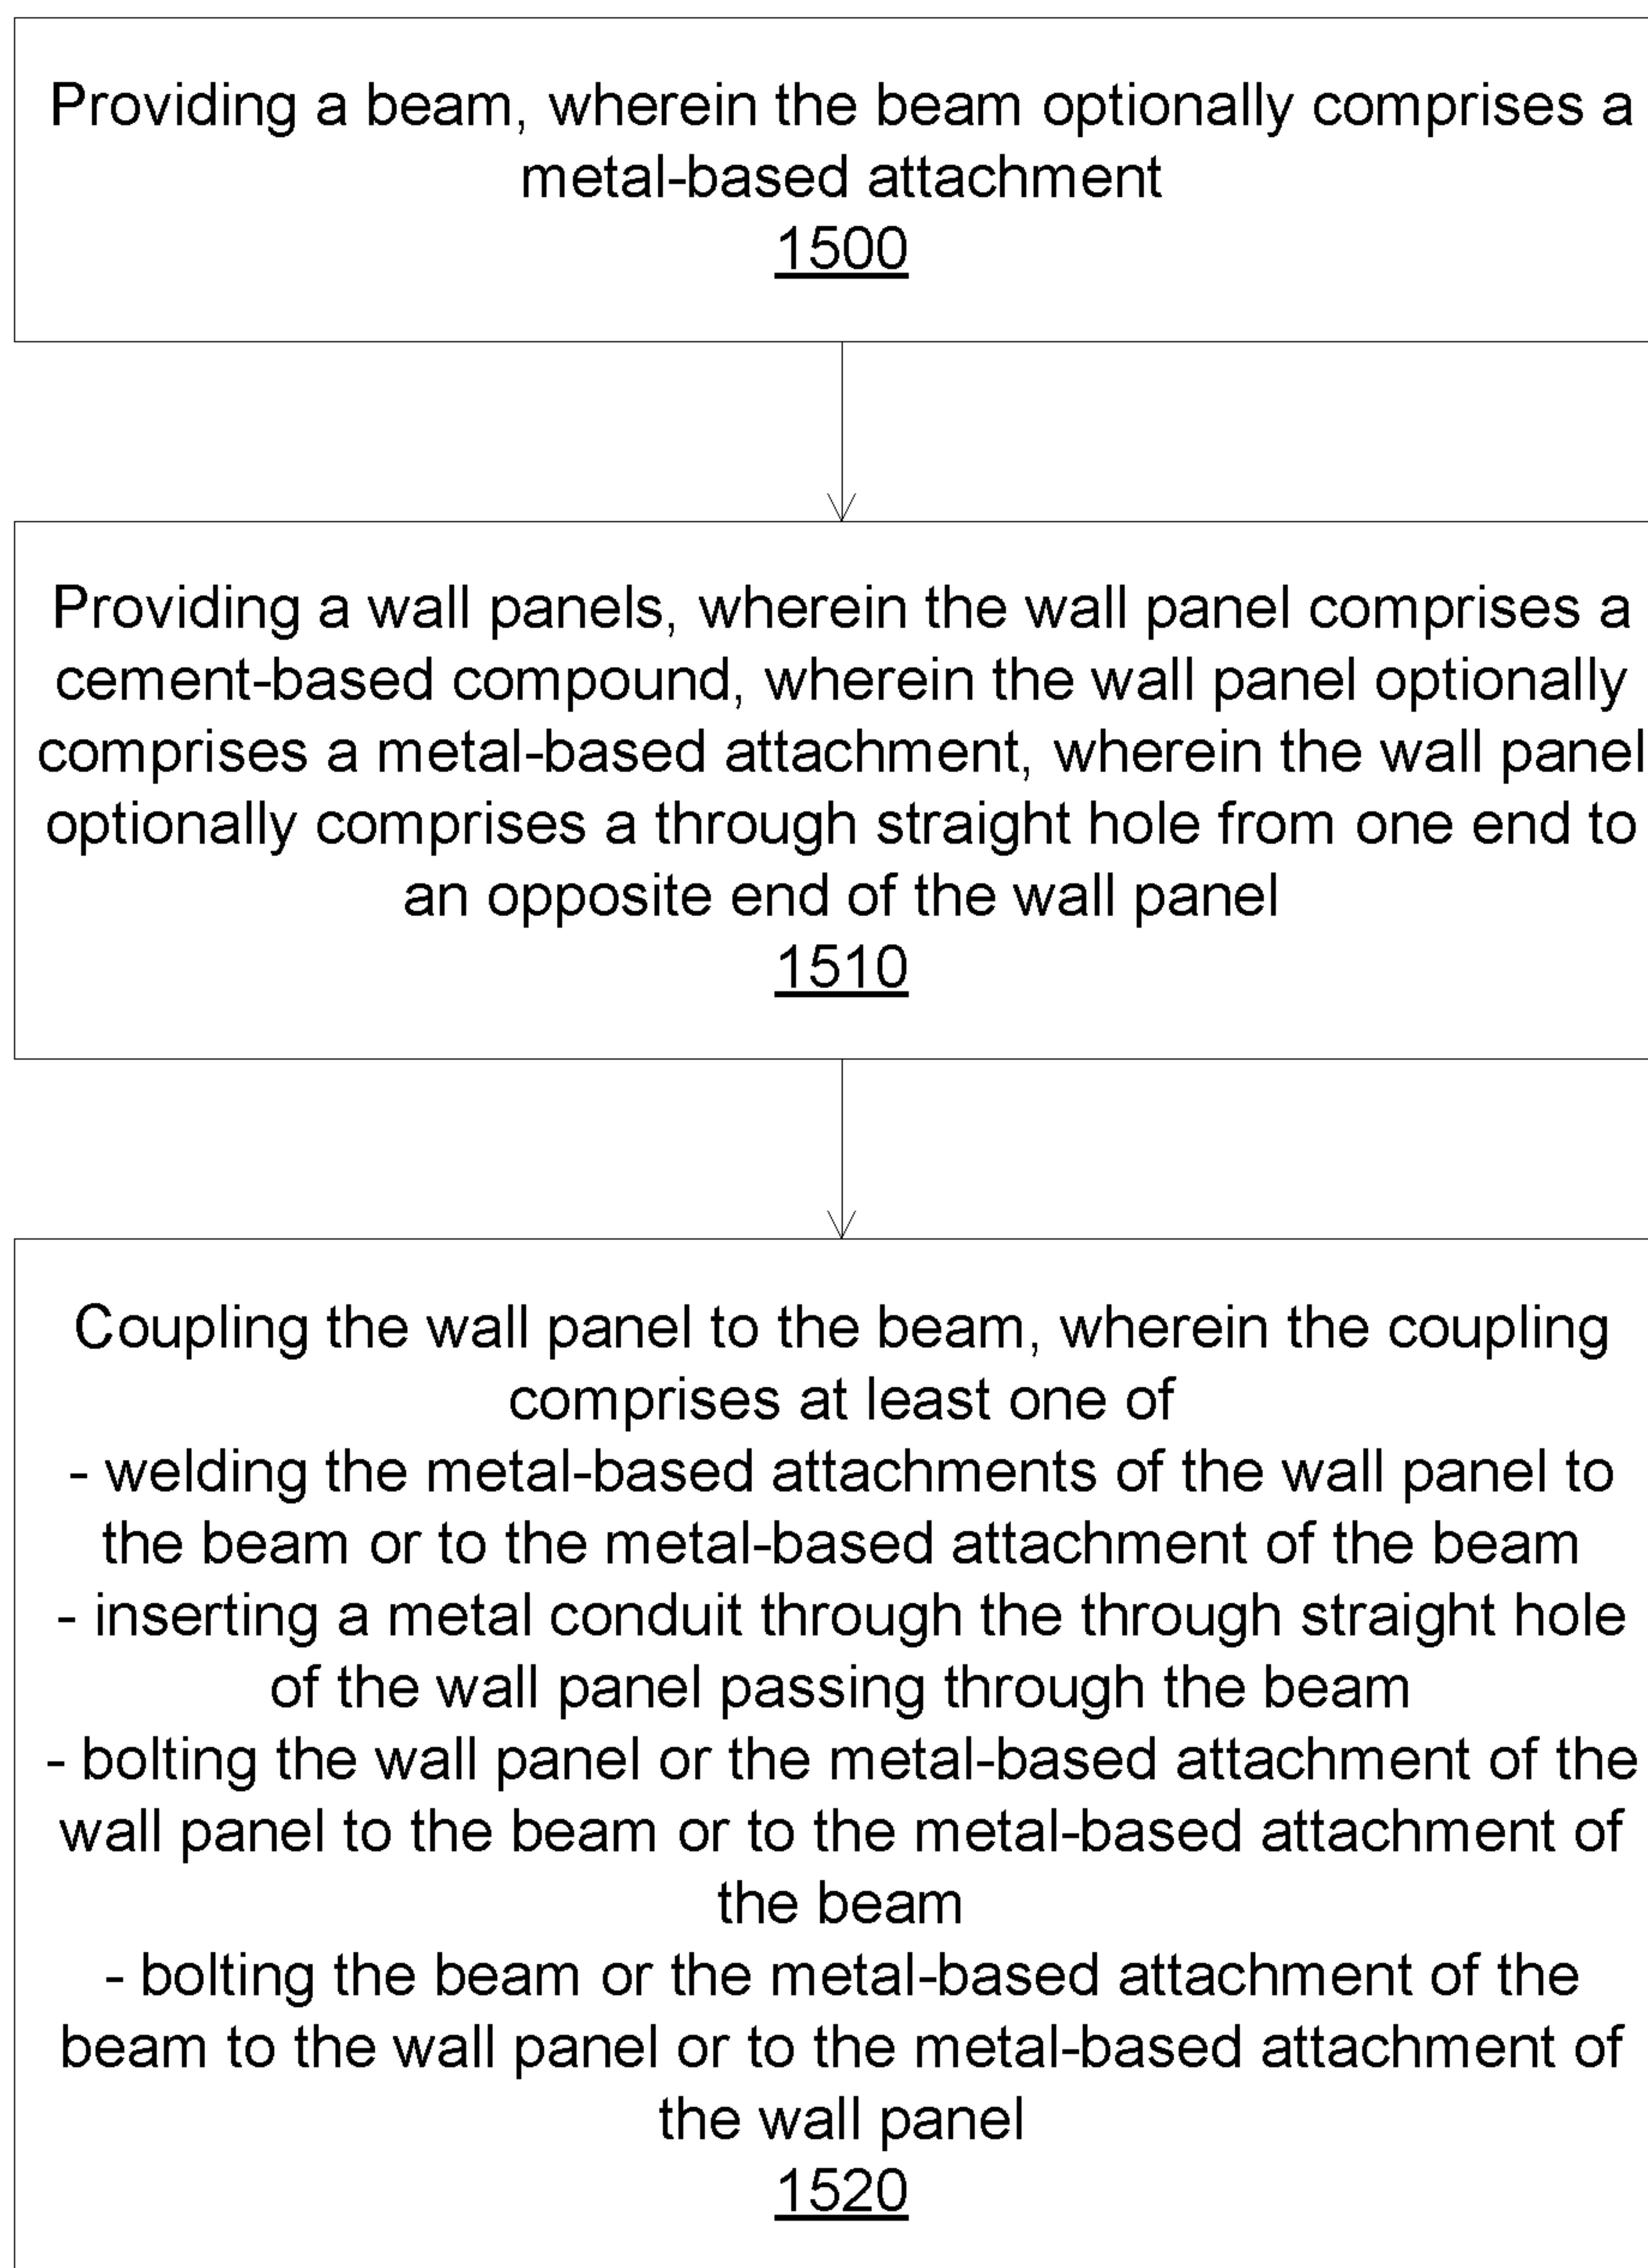 Providing a beam, wherein the beam optionally comprises a
metal-based attachment
1500
Providing a wall panels, wherein the wall panel comprises a
cement-based compound, wherein the wall panel optionally
comprises a metal-based attachment, wherein the wall panel
optionally comprises a through straight hole from one end to
an opposite end of the wall panel
1510
Coupling the wall panel to the beam, wherein the coupling
comprises at least one of
- welding the metal-based attachments of the wall panel to
the beam or to the metal-based attachment of the beam
- inserting a metal conduit through the through straight hole
of the wall panel passing through the beam
- bolting the wall panel or the metal-based attachment of the
wall panel to the beam or to the metal-based attachment of
the beam
- bolting the beam or the metal-based attachment of the
beam to the wall panel or to the metal-based attachment of
the wall panel
1520